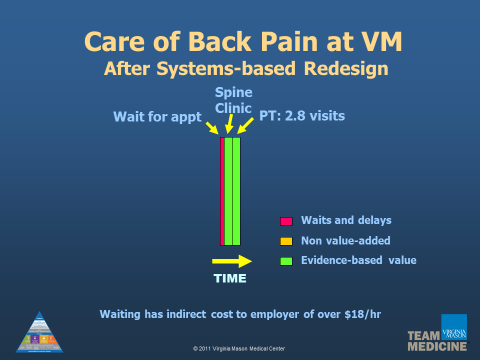 Care of Back Pain at VM
After Systems-based Redesign
Spine
Clinic
Wait for appt
PT: 2.8 visits
Waits and delays
Non value-added
Evidence-based value
TIME
Waiting has indirect cost to employer of over $18/hr
© 2011 Virginia Mason Medical Center
TEAM
MEDICINE